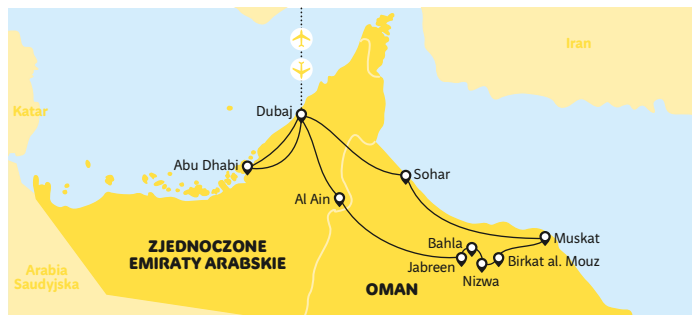 Iran
Katar
Dubaj
Abu Dhabi
Sohar
Al Ain
ZJEDNOCZONE
EMIRATY ARABSKIE
Bahla
Muskat
Jabreen
Birkat al. Mouz
Nizwa
Arabia
Saudyjska
OMAN